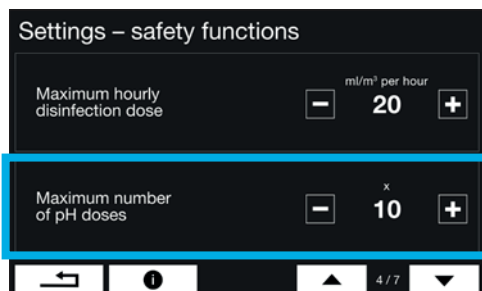 Settings – safety functions
ml/m³ per hour
Maximum hourly
disinfection dose
− 20 +
x
Maximum number
of pH doses
− 10 +
i 4/7